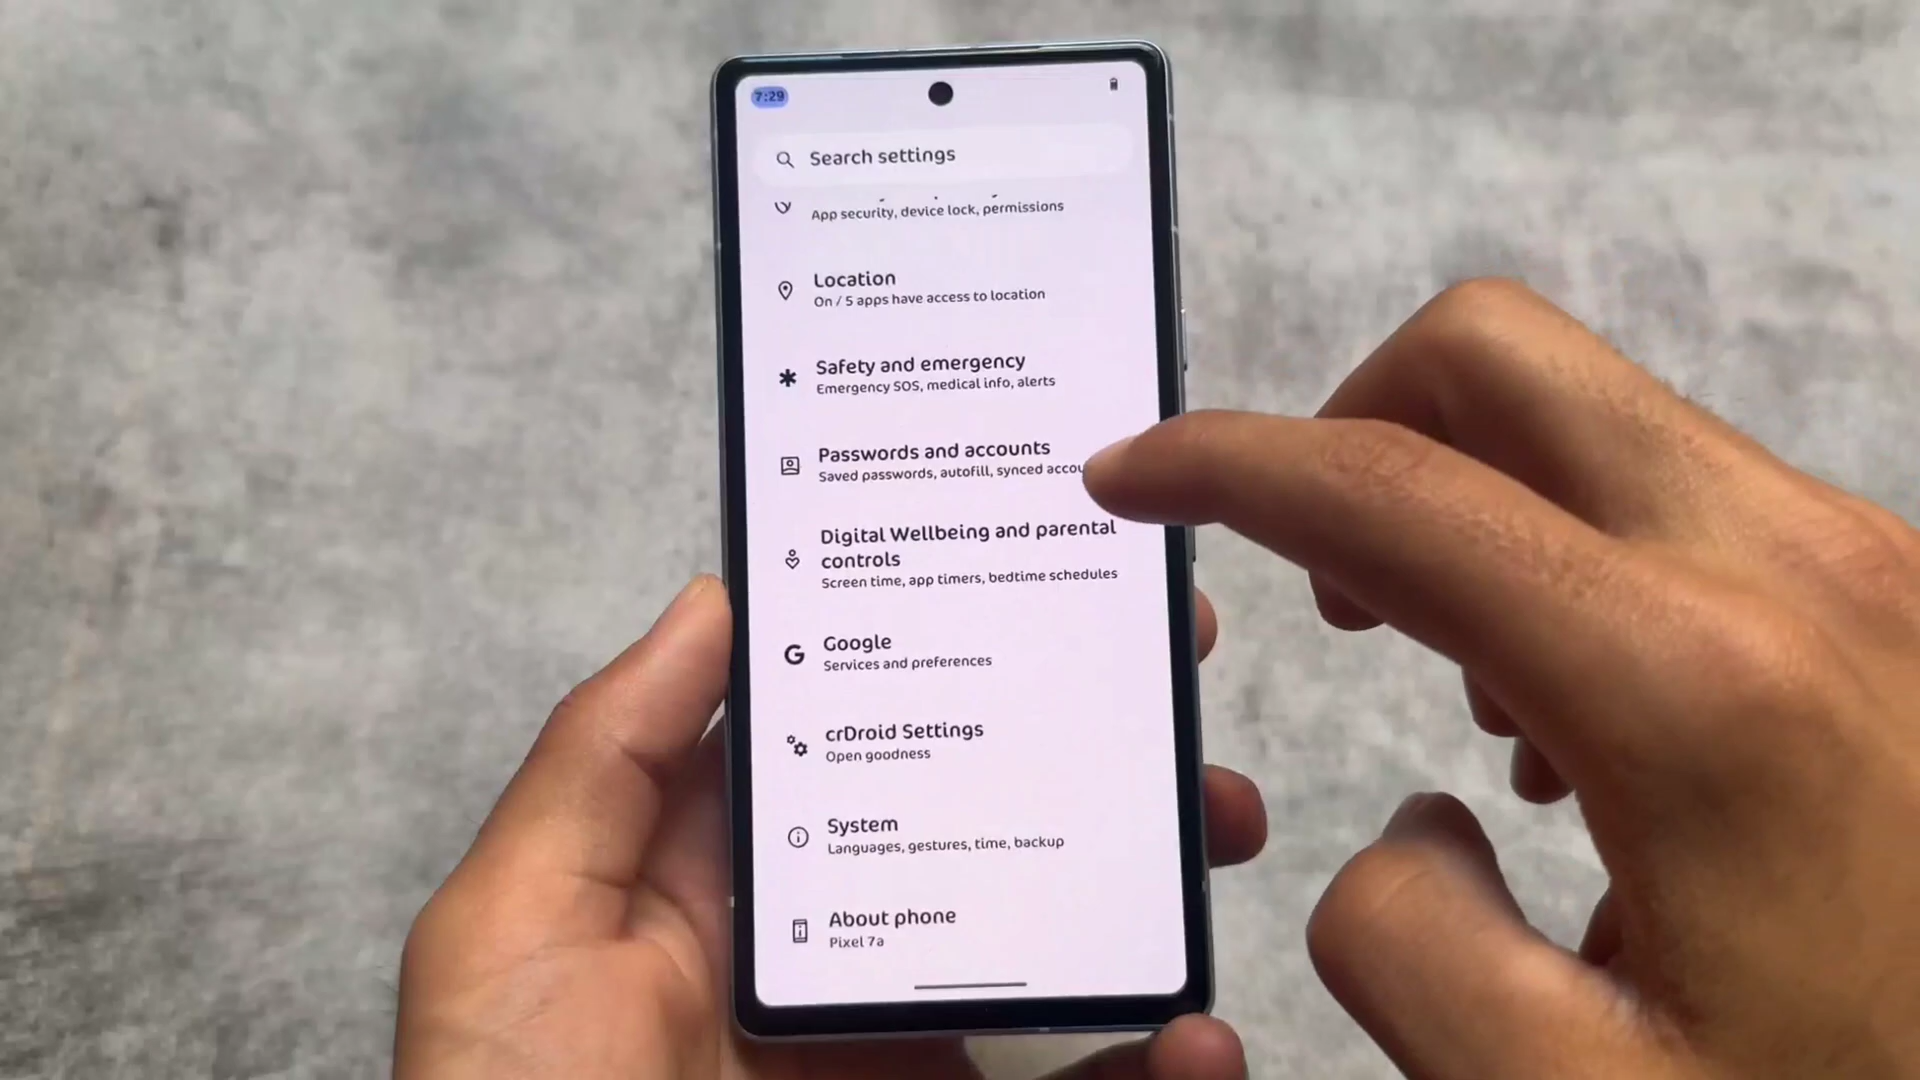 7:29
Search settings
App security, device lock, permissions
Location
On / 5 apps have access to location
Safety and emergency
Emergency SOS, medical info, alerts
Passwords and accounts
Saved passwords, autofill, synced accou
Digital Wellbeing and parental
controls
Screen time, app timers, bedtime schedules
Google
Services and preferences
crDroid Settings
Open goodness
System
Languages, gestures, time, backup
About phone
Pixel 7a